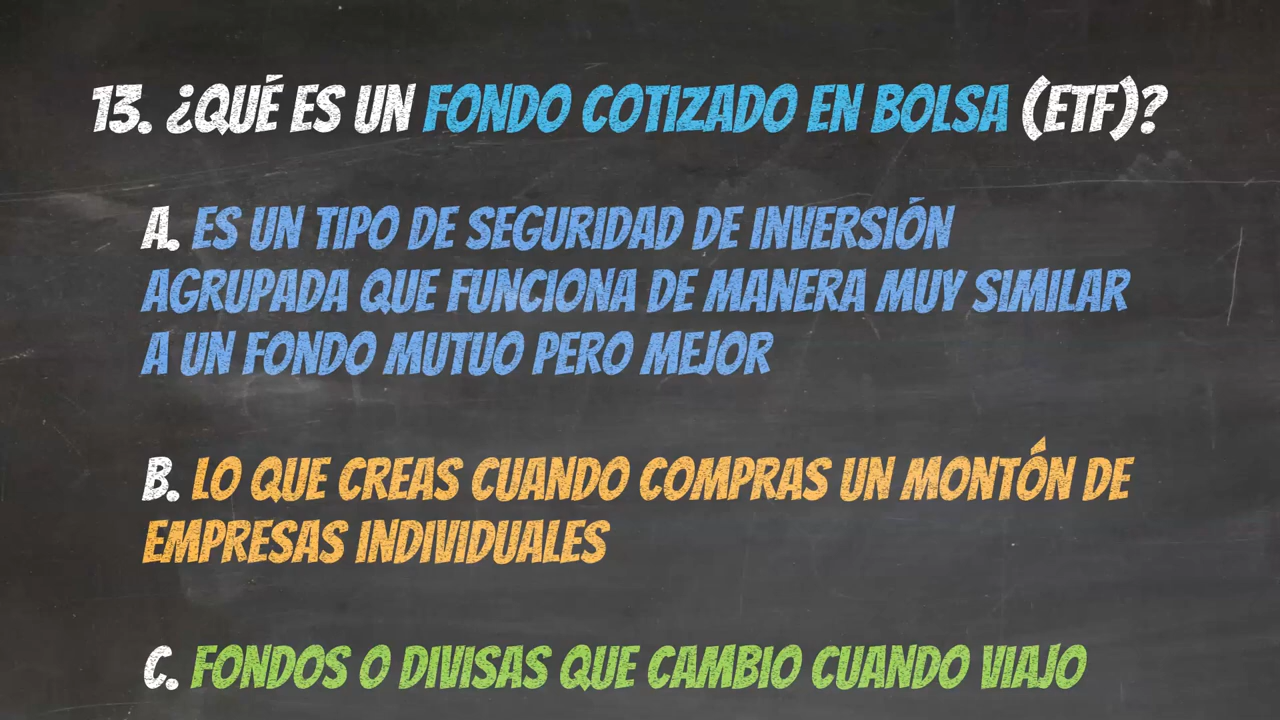 13. ¿QUÉ ES UN FONDO COTIZADO EN BOLSA (ETF)?
A. ES UN TIPO DE SEGURIDAD DE INVERSIÓN
AGRUPADA QUE FUNCIONA DE MANERA MUY SIMILAR
A UN FONDO MUTUO PERO MEJOR
B. LO QUE CREAS CUANDO COMPRAS UN MONTÓN DE
EMPRESAS INDIVIDUALES
C. FONDOS O DIVISAS QUE CAMBIO CUANDO VIAJO